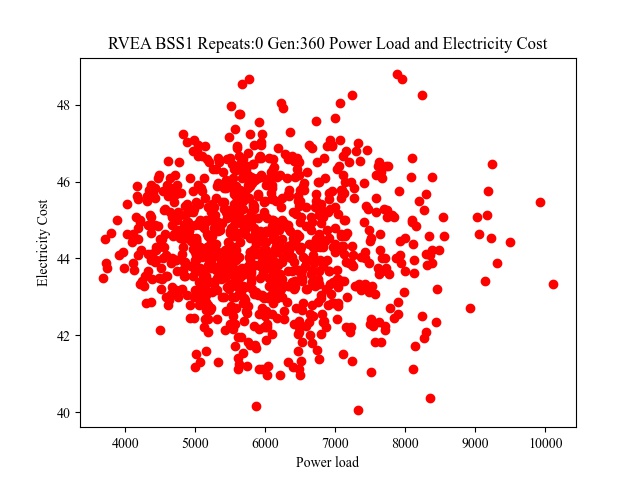 RVEA BSS1 Repeats:0 Gen:360 Power Load and Electricity Cost
48
46
44
42
40
Electricity Cost
4000 5000 6000 7000 8000 9000 10000
Power load